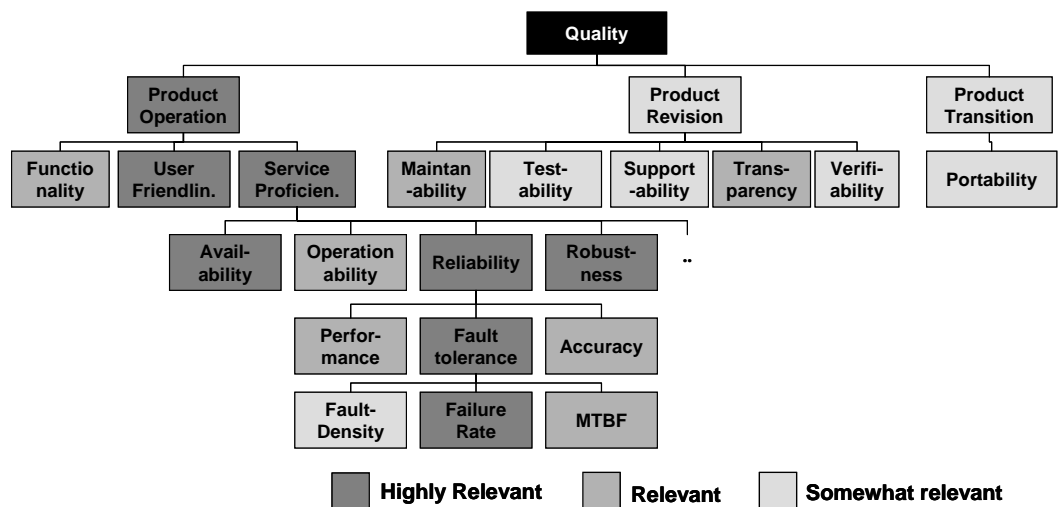 Quality
Product
Operation
Product
Revision
Product
Transition
Functio
nality
User
Friendlin.
Service
Proficien.
Maintan
-ability
Test-
ability
Support
-ability
Trans-
parency
Verifi-
ability
Portability
Avail-
ability
Operation
ability
Reliability
Robust-
ness
..
Perfor-
mance
Fault
tolerance
Accuracy
Fault-
Density
Failure
Rate
MTBF
Highly Relevant
Relevant
Somewhat relevant